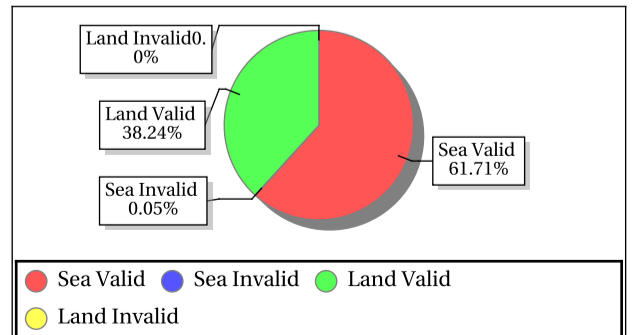 Land Invalid0.
0%
Land Valid
38.24%
Sea Valid
61.71%
Sea Invalid
0.05%
Sea Valid Sea Invalid Land Valid
Land Invalid